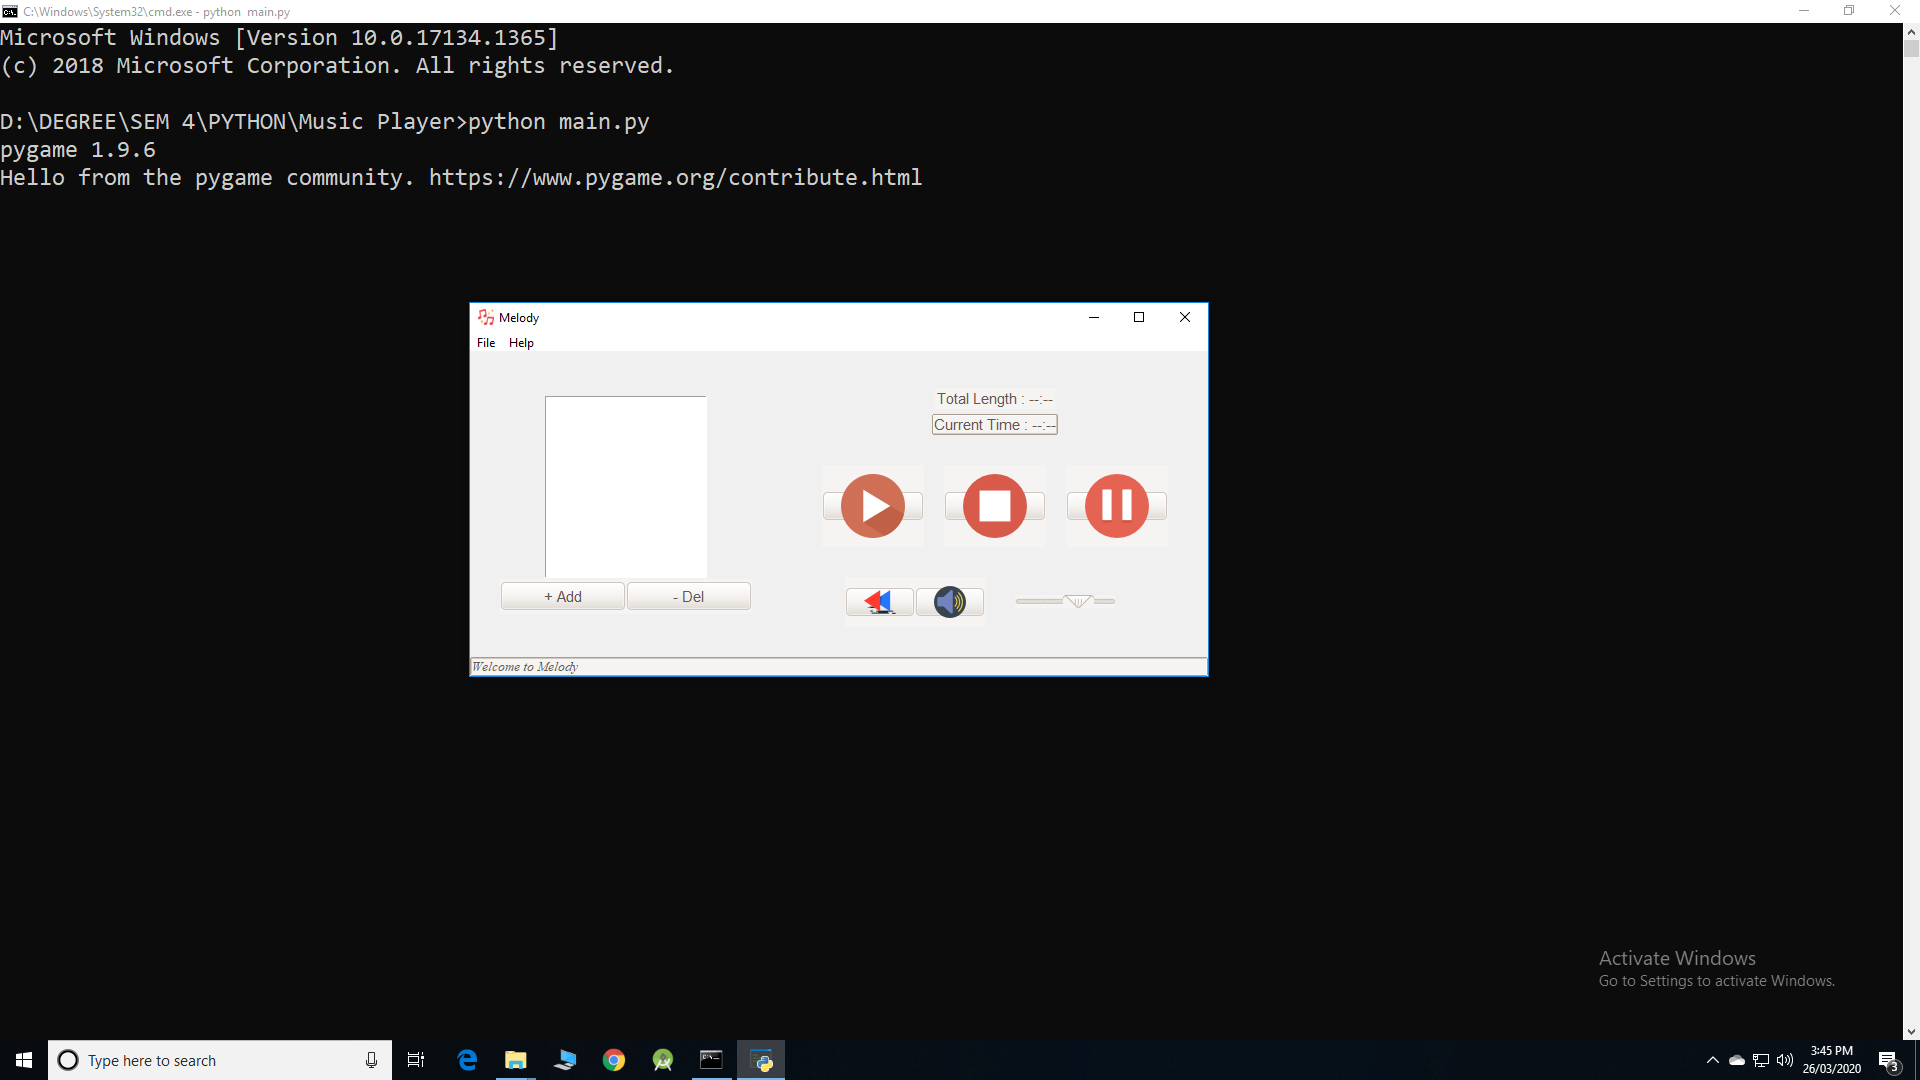 C:\Windows\System32\cmd.exe - python  main.py
Microsoft Windows [Version 10.0.17134.1365]
(c) 2018 Microsoft Corporation. All rights reserved.
D:\DEGREE\SEM 4\PYTHON\Music Player>python main.py
pygame 1.9.6
Hello from the pygame community. https://www.pygame.org/contribute.html
Melody
File Help
Total Length : --:--
Current Time : --:--
+ Add - Del
Welcome to Melody
Activate Windows
Go to Settings to activate Windows.
Type here to search
3:45 PM
26/03/2020
3